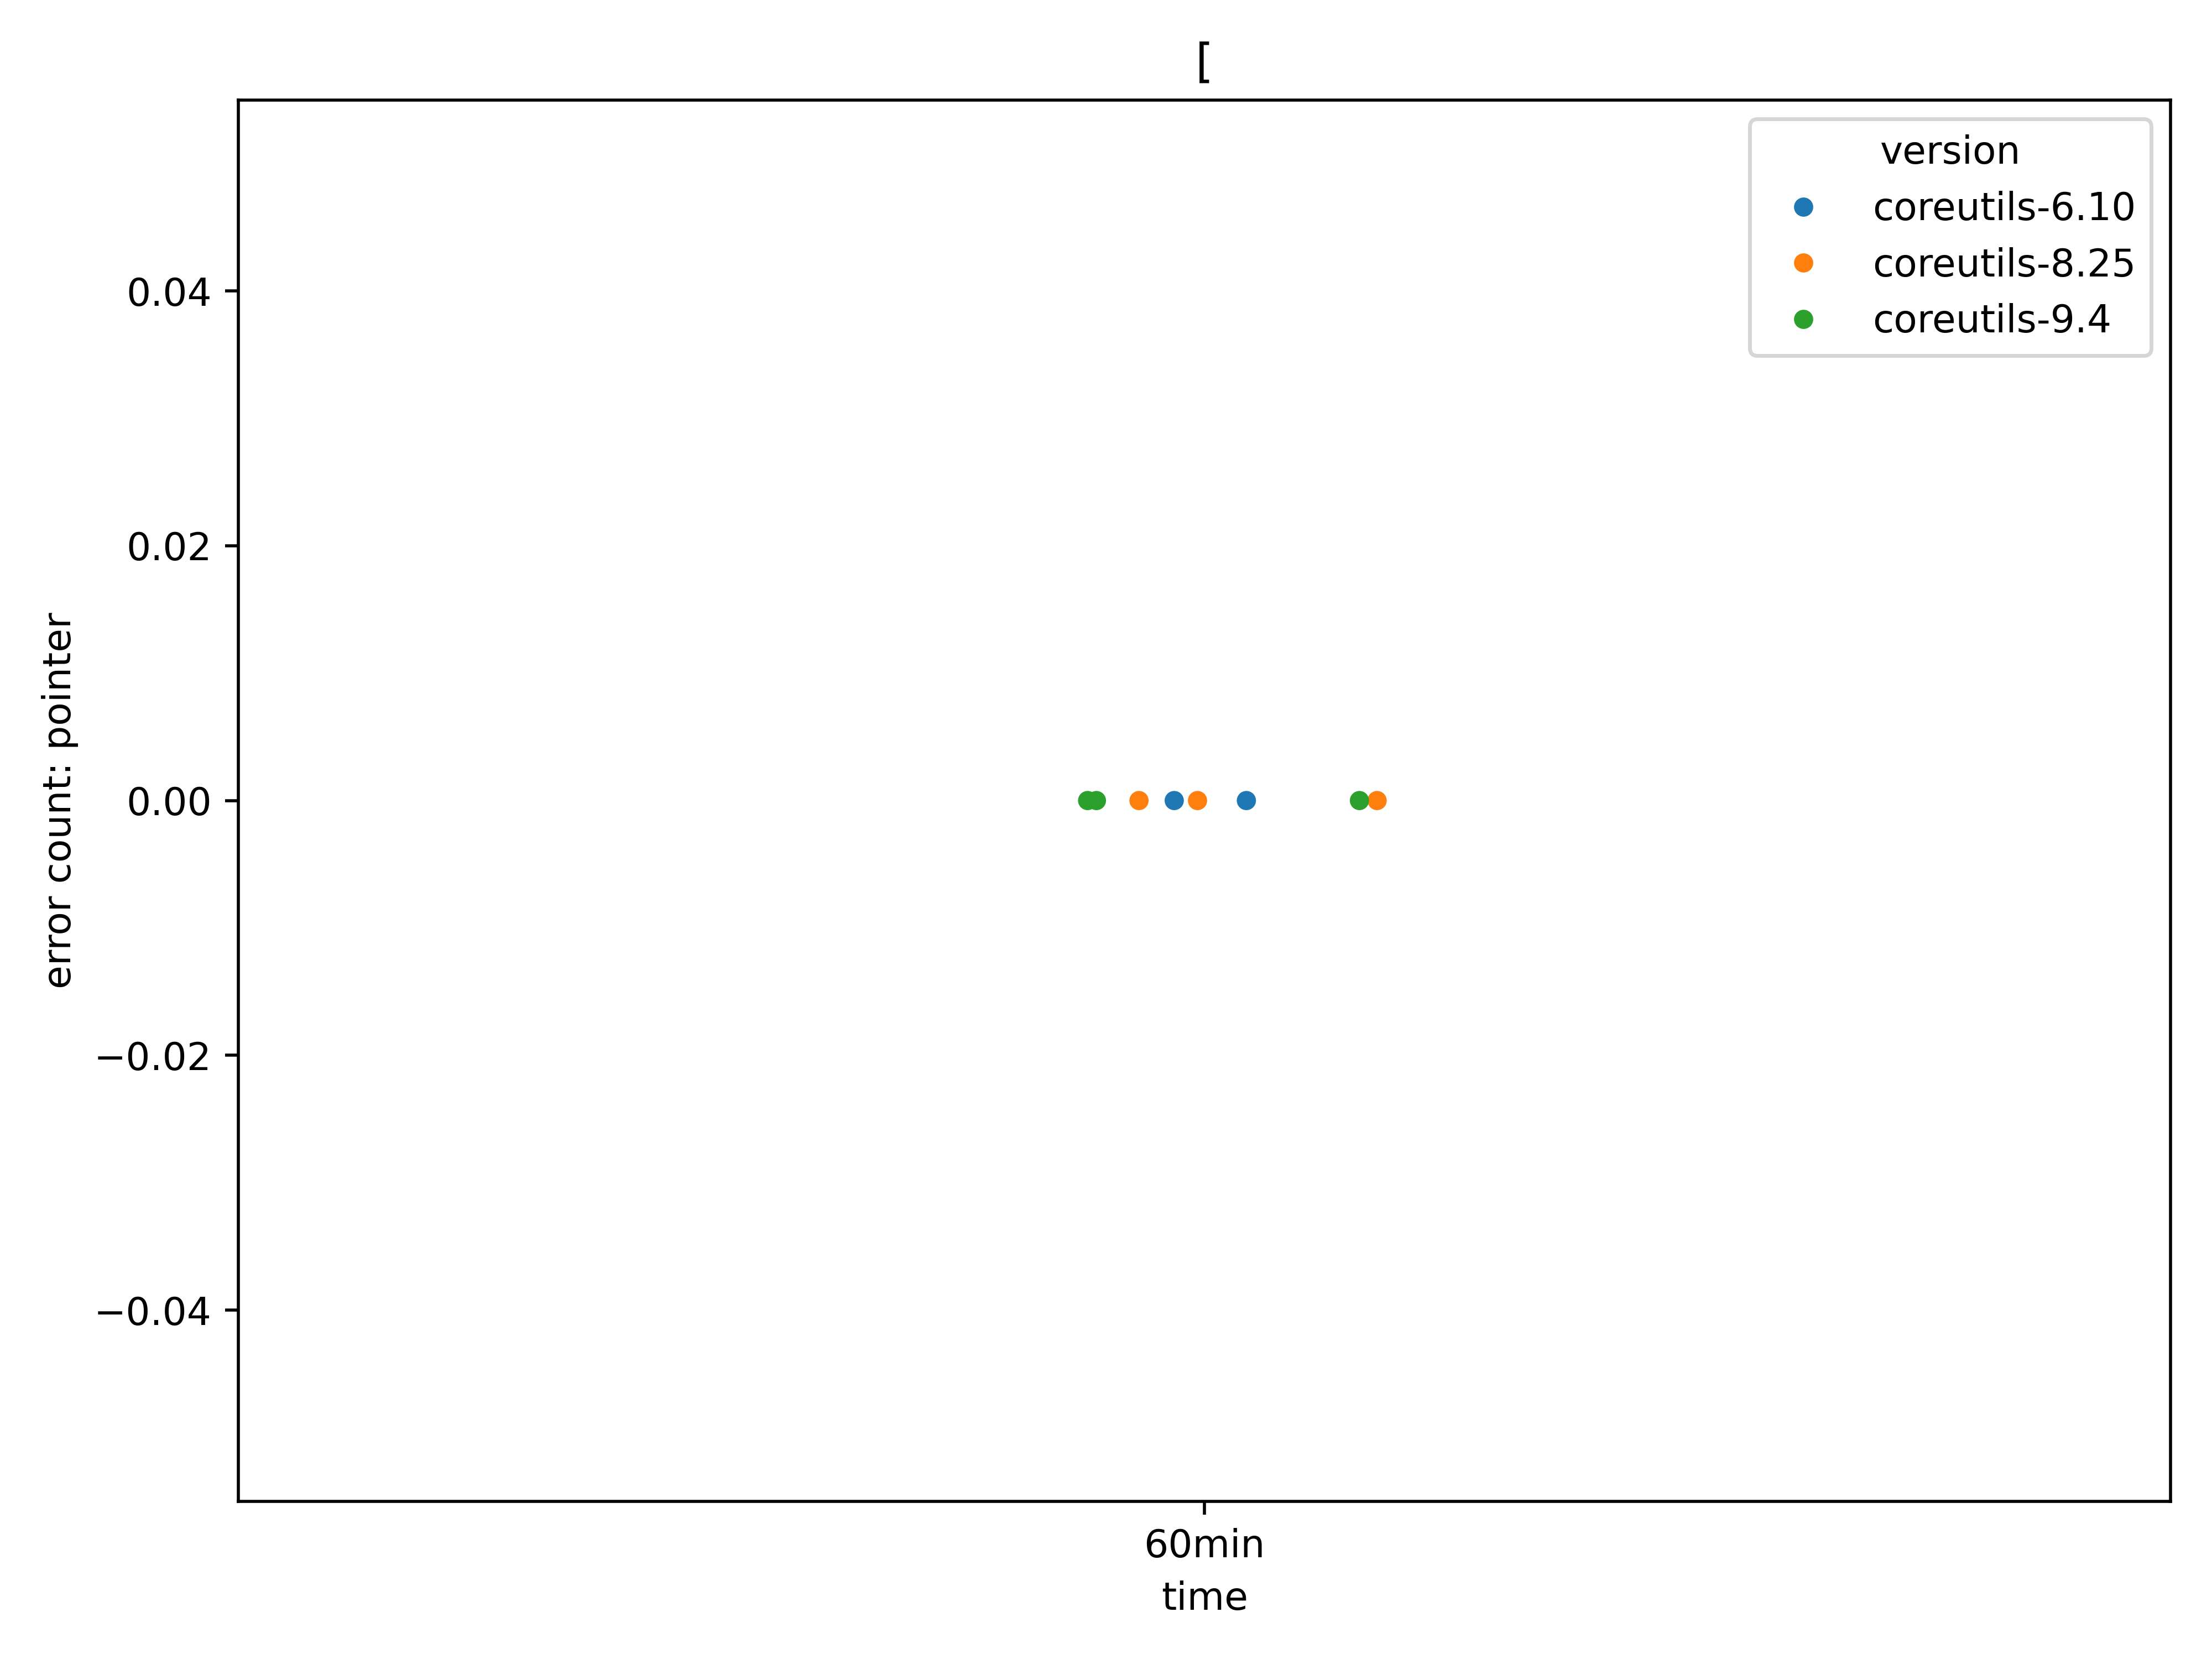 [
version
coreutils-6.10
coreutils-8.25
coreutils-9.4
error count: pointer
0.04
0.02
0.00
−0.02
−0.04
60min
time